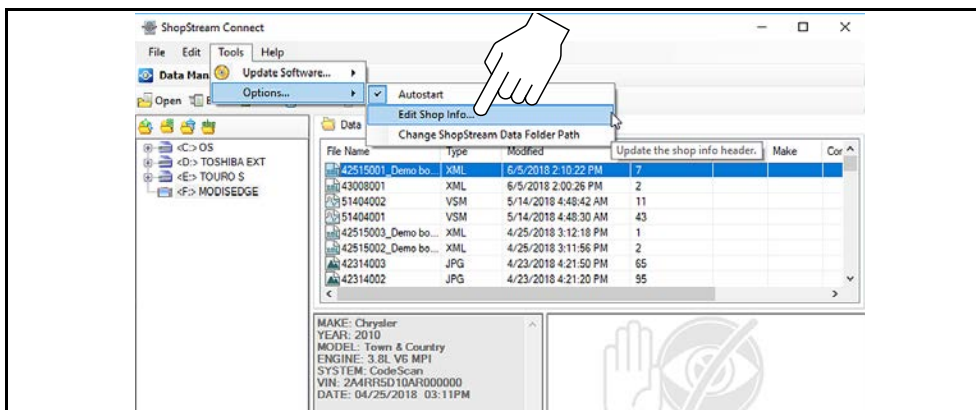 ShopStream Connect
File Edit Tools Help
Data Man
Update Software...
Open
Options...
Autostart
Edit Shop Info...
Change ShopStream Data Folder Path
Data
Update the shop info header.
<C:> OS
<D:> TOSHIBA EXT
<E:> TOURO S
<F:> MODISEDGE
File Name Type Modified Make Cor
42515001_Demo bo... XML 6/5/2018 2:10:22 PM 7
43008001 XML 6/5/2018 2:00:26 PM 2
51404002 VSM 5/14/2018 4:48:42 AM 11
51404001 VSM 5/14/2018 4:48:30 AM 43
42515003_Demo bo... XML 4/25/2018 3:12:18 PM 1
42515002_Demo bo... XML 4/25/2018 3:11:56 PM 2
42314003 JPG 4/23/2018 4:21:50 PM 65
42314002 JPG 4/23/2018 4:21:20 PM 95
MAKE: Chrysler
YEAR: 2010
MODEL: Town & Country
ENGINE: 3.8L V6 MPI
SYSTEM: CodeScan
VIN: 2A4RR5D10AR000000
DATE: 04/25/2018 03:11PM